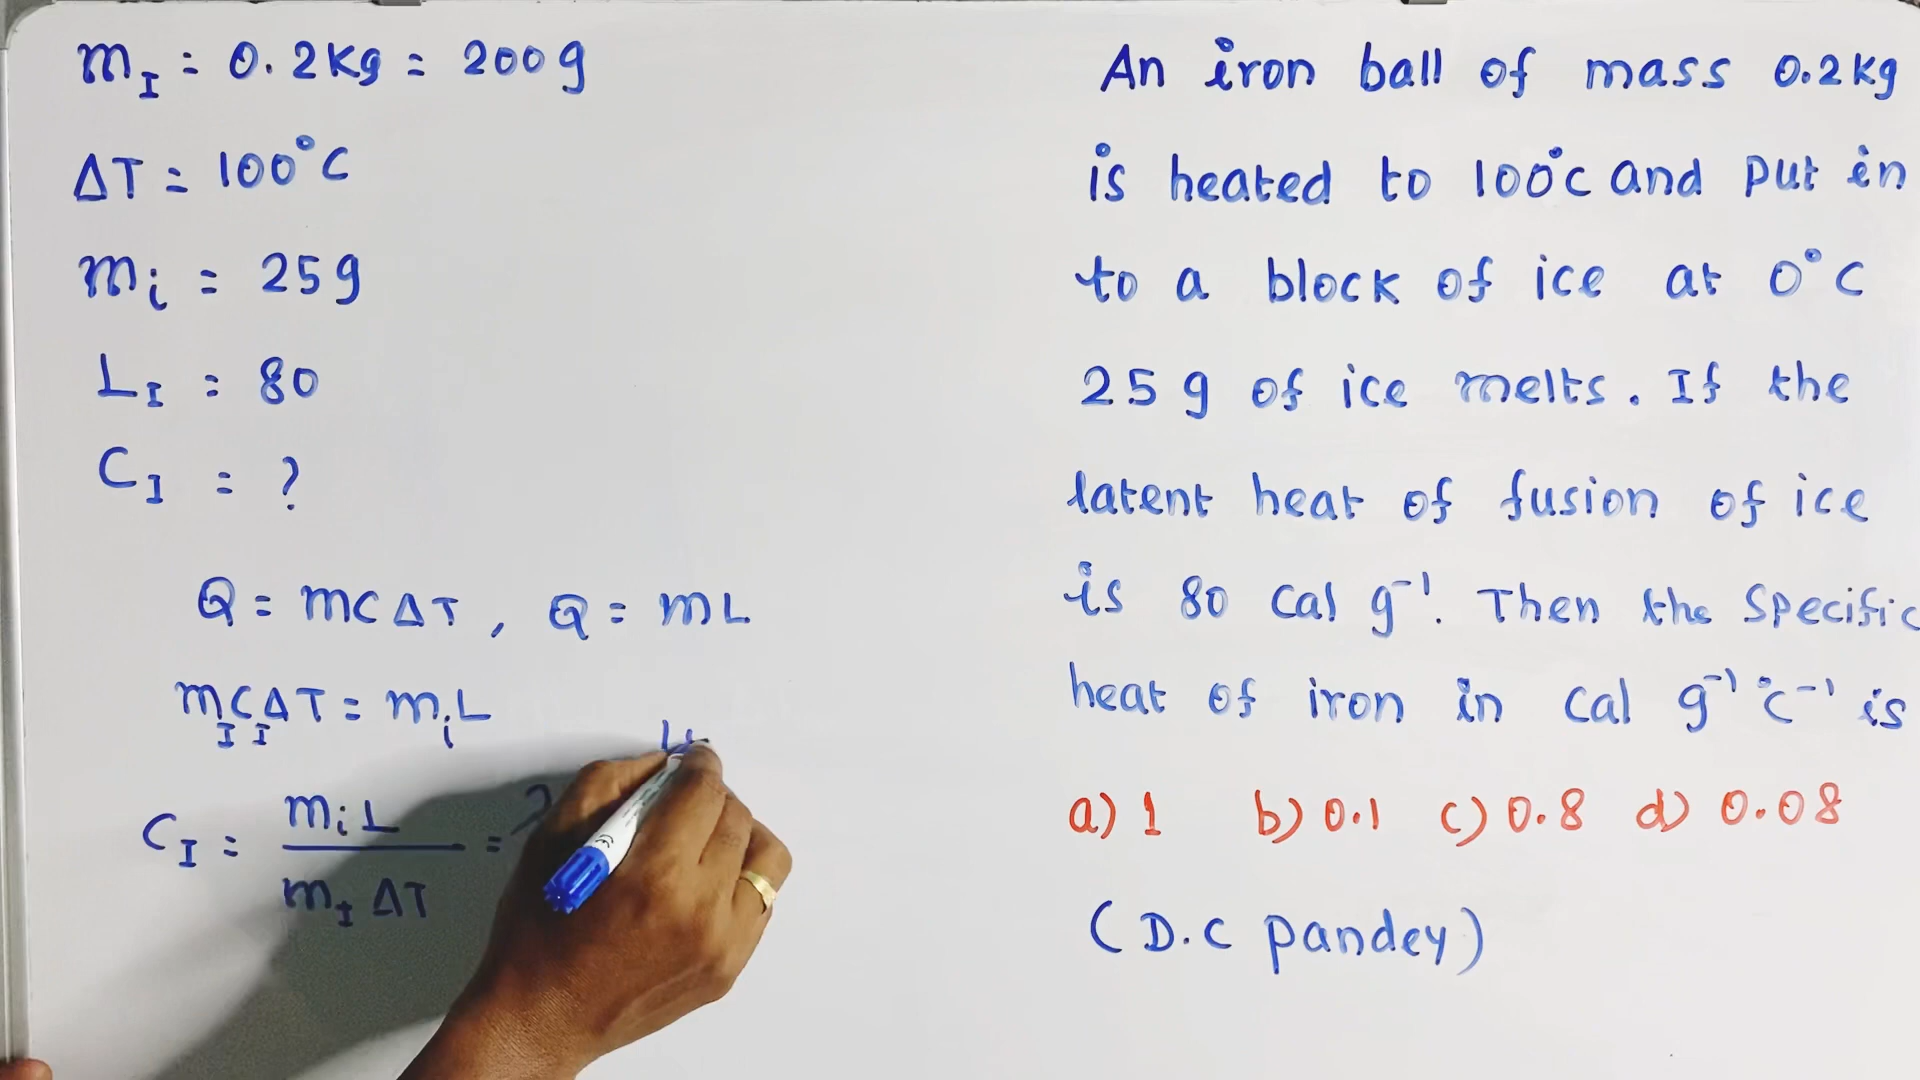 m_I = 0.2kg = 200g
ΔT = 100°C
m_i = 25g
L_I = 80
C_I = ?
Q = mCΔT, Q = mL
m_I C_I ΔT = m_i L
C_I = m_i L / m_I ΔT =
An iron ball of mass 0.2kg
is heated to 100°C and put in
to a block of ice at 0°C
25g of ice melts. If the
latent heat of fusion of ice
is 80 Cal g⁻¹. Then the specific
heat of iron in Cal g⁻¹ °C⁻¹ is
a) 1 b) 0.1 c) 0.8 d) 0.08
(D.C pandey)